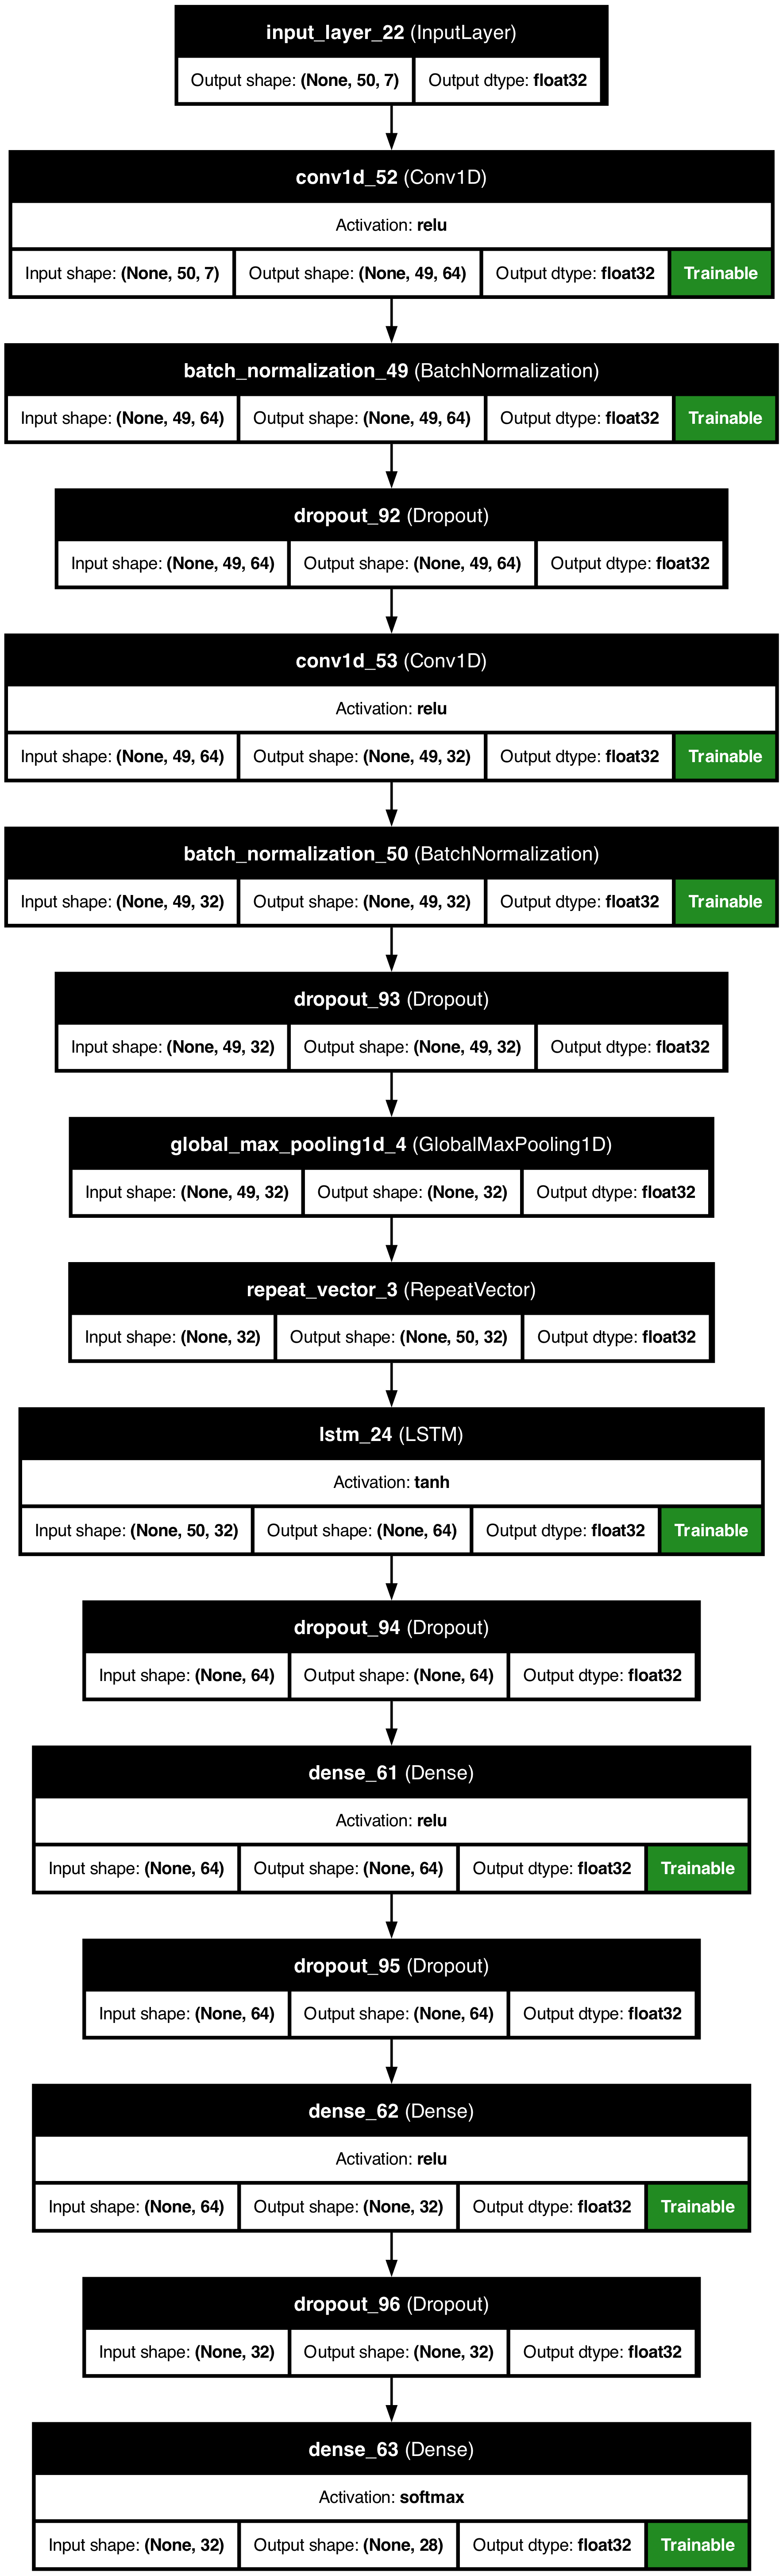 input_layer_22 (InputLayer)
Output shape: (None, 50, 7) Output dtype: float32
conv1d_52 (Conv1D)
Activation: relu
Input shape: (None, 50, 7) Output shape: (None, 49, 64) Output dtype: float32 Trainable
batch_normalization_49 (BatchNormalization)
Input shape: (None, 49, 64) Output shape: (None, 49, 64) Output dtype: float32 Trainable
dropout_92 (Dropout)
Input shape: (None, 49, 64) Output shape: (None, 49, 64) Output dtype: float32
conv1d_53 (Conv1D)
Activation: relu
Input shape: (None, 49, 64) Output shape: (None, 49, 32) Output dtype: float32 Trainable
batch_normalization_50 (BatchNormalization)
Input shape: (None, 49, 32) Output shape: (None, 49, 32) Output dtype: float32 Trainable
dropout_93 (Dropout)
Input shape: (None, 49, 32) Output shape: (None, 49, 32) Output dtype: float32
global_max_pooling1d_4 (GlobalMaxPooling1D)
Input shape: (None, 49, 32) Output shape: (None, 32) Output dtype: float32
repeat_vector_3 (RepeatVector)
Input shape: (None, 32) Output shape: (None, 50, 32) Output dtype: float32
lstm_24 (LSTM)
Activation: tanh
Input shape: (None, 50, 32) Output shape: (None, 64) Output dtype: float32 Trainable
dropout_94 (Dropout)
Input shape: (None, 64) Output shape: (None, 64) Output dtype: float32
dense_61 (Dense)
Activation: relu
Input shape: (None, 64) Output shape: (None, 64) Output dtype: float32 Trainable
dropout_95 (Dropout)
Input shape: (None, 64) Output shape: (None, 64) Output dtype: float32
dense_62 (Dense)
Activation: relu
Input shape: (None, 64) Output shape: (None, 32) Output dtype: float32 Trainable
dropout_96 (Dropout)
Input shape: (None, 32) Output shape: (None, 32) Output dtype: float32
dense_63 (Dense)
Activation: softmax
Input shape: (None, 32) Output shape: (None, 28) Output dtype: float32 Trainable